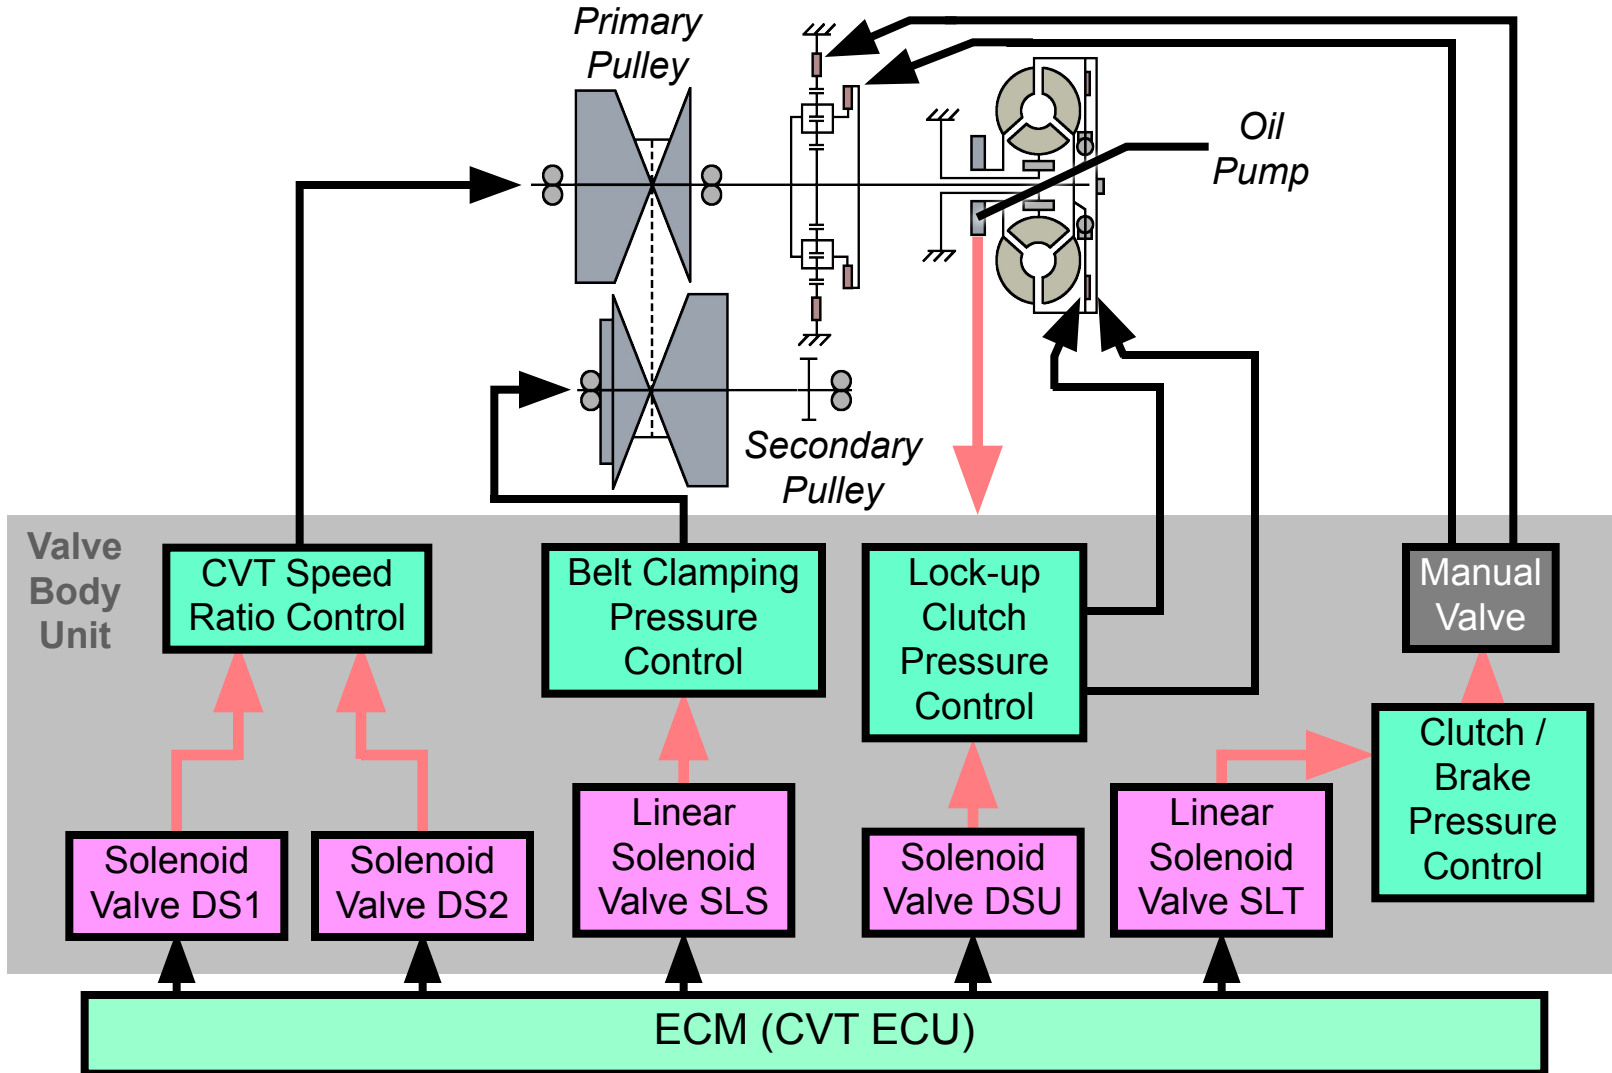 Primary
Pulley
Oil
Pump
Secondary
Pulley
Valve
Body
Unit
CVT Speed
Ratio Control
Belt Clamping
Pressure
Control
Lock-up
Clutch
Pressure
Control
Manual
Valve
Clutch /
Brake
Pressure
Control
Solenoid
Valve DS1
Solenoid
Valve DS2
Linear
Solenoid
Valve SLS
Solenoid
Valve DSU
Linear
Solenoid
Valve SLT
ECM (CVT ECU)